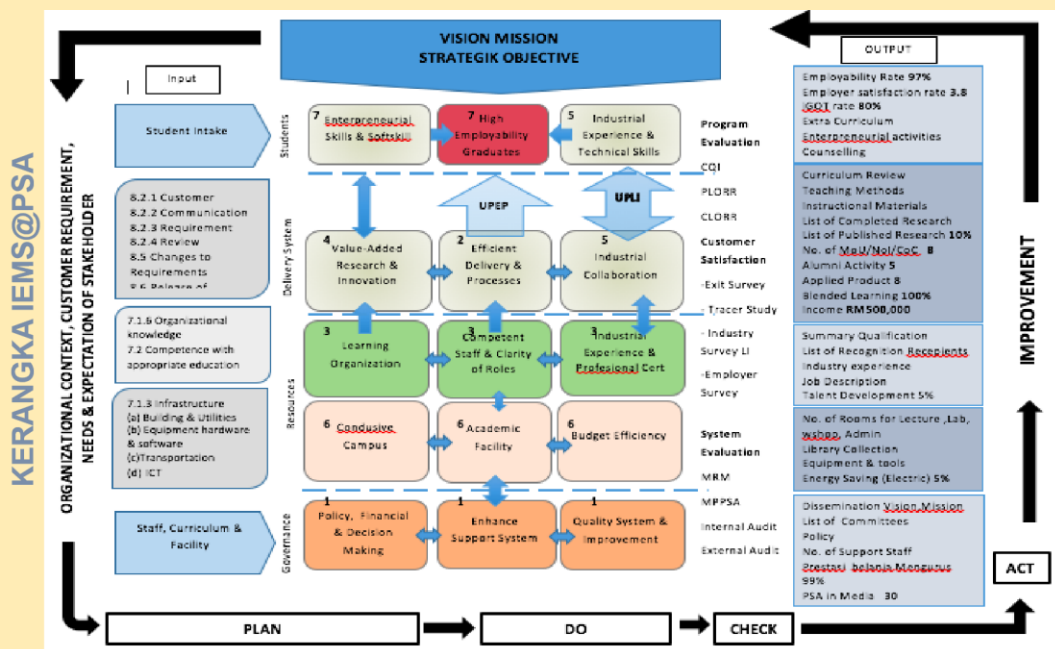 KERANGKA IEMS@PSA
ORGANIZATIONAL CONTEXT, CUSTOMER REQUIREMENT,
NEEDS & EXPECTATION OF STAKEHOLDER
VISION MISSION
STRATEGIK OBJECTIVE
Input
Student Intake
8.2.1 Customer
8.2.2 Communication
8.2.3 Requirement
8.2.4 Review
8.5 Changes to
Requirements
8.6 Release of
7.1.6 Organizational
knowledge
7.2 Competence with
appropriate education
7.1.3 Infrastructure
(a) Building & Utilities
(b) Equipment hardware
& software
(c)Transportation
(d) ICT
Staff, Curriculum &
Facility
Students
7
Enterpreneurial
Skills & Softskill
7
High
Employability
Graduates
5
Industrial
Experience &
Technical Skills
UPEP
UPLI
Delivery System
4
Value-Added
Research &
Innovation
2
Efficient
Delivery &
Processes
5
Industrial
Collaboration
Resources
3
Learning
Organization
3
Competent
Staff & Clarity
of Roles
3
Industrial
Experience &
Profesional Cert
6
Condusive
Campus
6
Academic
Facility
6
Budget Efficiency
Governance
1
Policy, Financial
& Decision
Making
1
Enhance
Support System
1
Quality System &
Improvement
Program
Evaluation
CQI
PLORR
CLORR
Customer
Satisfaction
-Exit Survey
- Tracer Study
- Industry
Survey LI
-Employer
Survey
System
Evaluation
MRM
MPPSA
Internal Audit
External Audit
OUTPUT
Employability Rate 97%
Employer satisfaction rate 3.8
iGOT rate 80%
Extra Curriculum
Enterpreneurial activities
Counselling
Curriculum Review
Teaching Methods
Instructional Materials
List of Completed Research
List of Published Research 10%
No. of MoU/NoI/CoC 8
Alumni Activity 5
Applied Product 8
Blended Learning 100%
Income RM500,000
Summary Qualification
List of Recognition Recepients
Industry experience
Job Description
Talent Development 5%
No. of Rooms for Lecture ,Lab,
wshpp, Admin
Library Collection
Equipment & tools
Energy Saving (Electric) 5%
Dissemination Vision,Mission
List of Committees
Policy
No. of Support Staff
Prestasi belanja Mengurus
99%
PSA in Media 30
IMPROVEMENT
PLAN
DO
CHECK
ACT